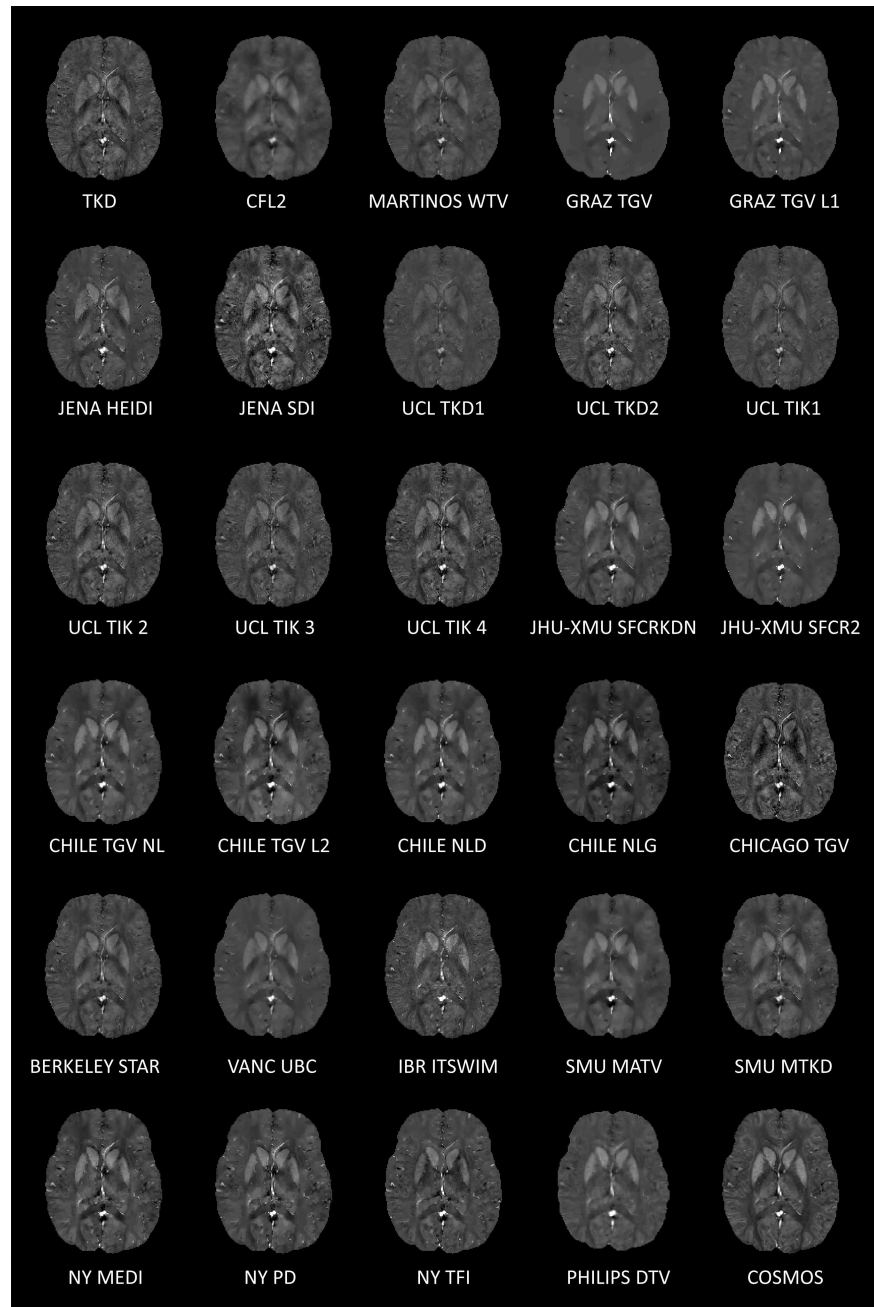 TKD
CFL2
MARTINOS WTV
GRAZ TGV
GRAZ TGV L1
JENA HEIDI
JENA SDI
UCL TKD1
UCL TKD2
UCL TIK1
UCL TIK 2
UCL TIK 3
UCL TIK 4
JHU-XMU SFCRKDN
JHU-XMU SFCR2
CHILE TGV NL
CHILE TGV L2
CHILE NLD
CHILE NLG
CHICAGO TGV
BERKELEY STAR
VANC UBC
IBR ITSWIM
SMU MATV
SMU MTKD
NY MEDI
NY PD
NY TFI
PHILIPS DTV
COSMOS